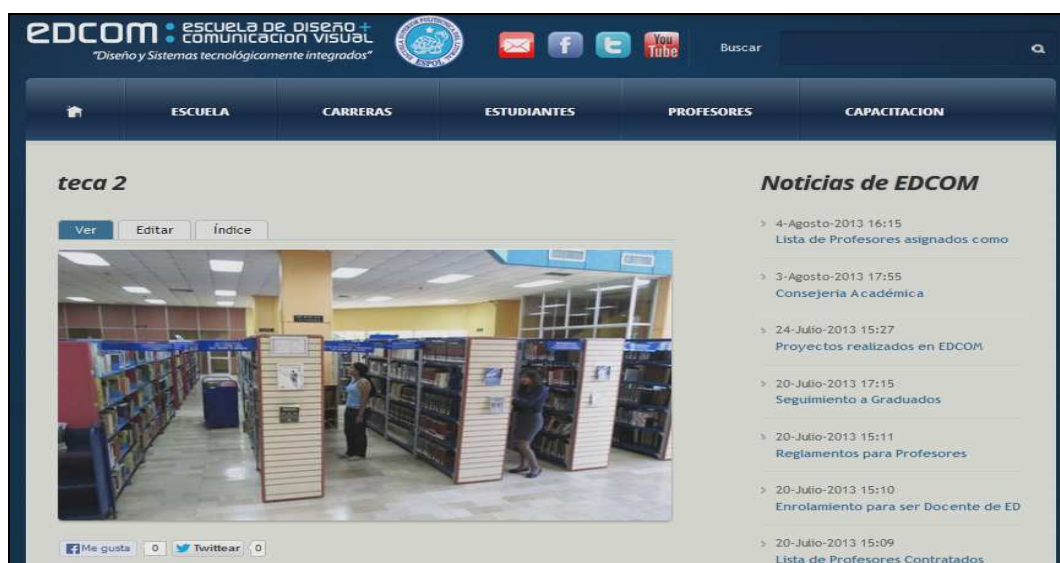 edcom: escuela de diseño +
comunicación visual
"Diseño y Sistemas tecnológicamente integrados"
ESPOL
f
t
You
Tube
Buscar
ESCUELA CARRERAS ESTUDIANTES PROFESORES CAPACITACION
teca 2
Ver Editar Índice
Me gusta 0 Twittear 0
Noticias de EDCOM
4-Agosto-2013 16:15
Lista de Profesores asignados como
3-Agosto-2013 17:55
Consejería Académica
24-Julio-2013 15:27
Proyectos realizados en EDCOM
20-Julio-2013 17:15
Seguimiento a Graduados
20-Julio-2013 15:11
Reglamentos para Profesores
20-Julio-2013 15:10
Enrolamiento para ser Docente de ED
20-Julio-2013 15:09
Lista de Profesores Contratados